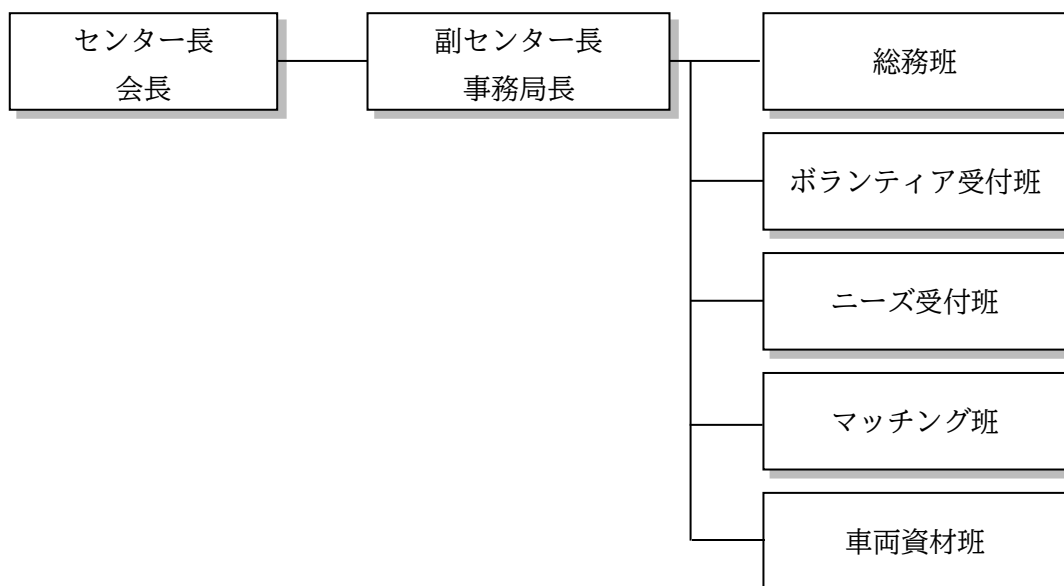 センター長
会長
副センター長
事務局長
総務班
ボランティア受付班
ニーズ受付班
マッチング班
車両資材班